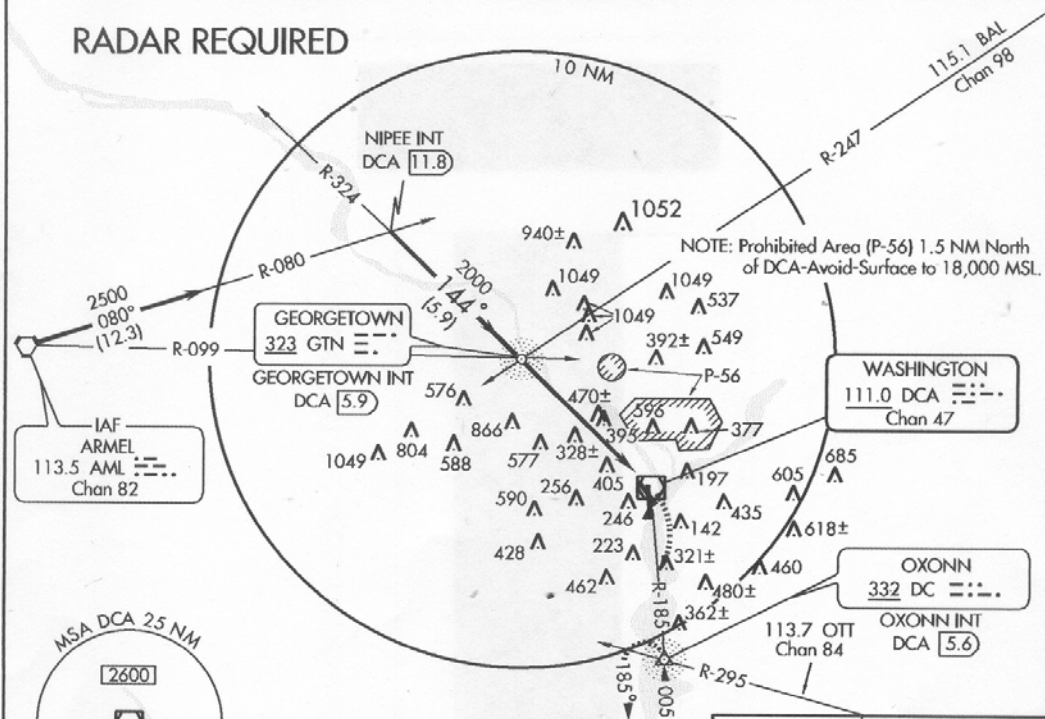 RADAR REQUIRED
10 NM
115.1 BAL
Chan 98
R-247
NIPEE INT
DCA 11.8
R-324
R-080
2500
080°
(12.3)
R-099
2000
144°
(5.9)
1052
940±
NOTE: Prohibited Area (P-56) 1.5 NM North
of DCA-Avoid-Surface to 18,000 MSL.
1049
1049
537
1049
549
392±
P-56
GEORGETOWN
323 GTN
GEORGETOWN INT
DCA 5.9
WASHINGTON
111.0 DCA
Chan 47
IAF
ARMEL
113.5 AML
Chan 82
576
470±
596
377
395
866
804
588
1049
577
328±
405
197
685
605
256
590
246
435
142
618±
428
223
321±
460
462
480±
362±
R-185
OXONN
332 DC
OXONN INT
DCA 5.6
113.7 OTT
Chan 84
R-295
185°
005
MSA DCA 25 NM
2600